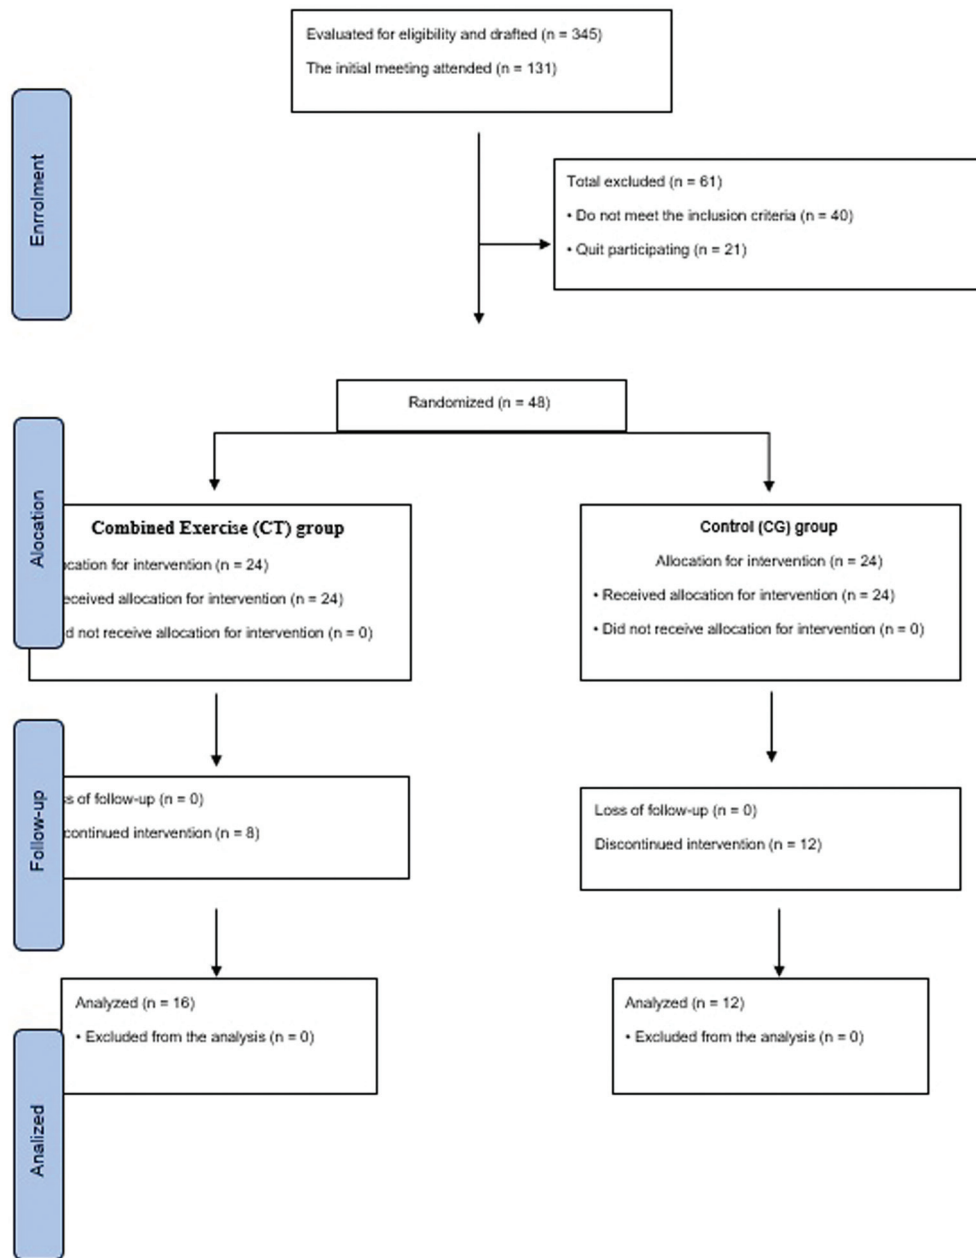 Evaluated for eligibility and drafted (n = 345)
The initial meeting attended (n = 131)
Enrrolment
Total excluded (n = 61)
• Do not meet the inclusion criteria (n = 40)
• Quit participating (n = 21)
Randomized (n = 48)
Alocation
Combined Exercise (CT) group
cation for intervention (n = 24)
eceived allocation for intervention (n = 24)
d not receive allocation for intervention (n = 0)
Control (CG) group
Allocation for intervention (n = 24)
• Received allocation for intervention (n = 24)
• Did not receive allocation for intervention (n = 0)
Follow-up
s of follow-up (n = 0)
continued intervention (n = 8)
Loss of follow-up (n = 0)
Discontinued intervention (n = 12)
Analized
Analyzed (n = 16)
• Excluded from the analysis (n = 0)
Analyzed (n = 12)
• Excluded from the analysis (n = 0)